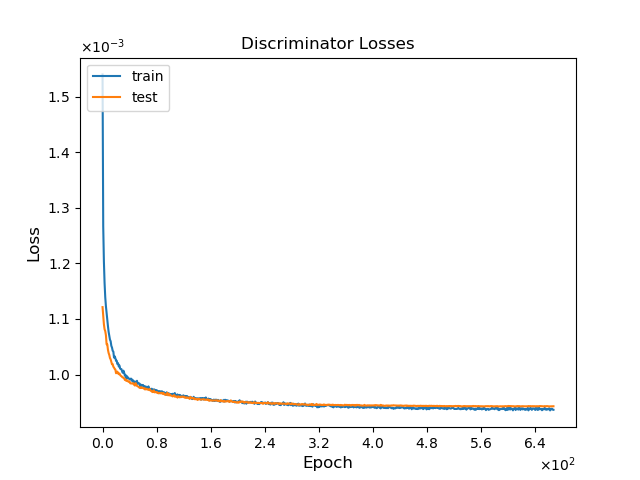 Discriminator Losses
×10⁻³
train
test
1.5
1.4
1.3
1.2
1.1
1.0
Loss
0.0 0.8 1.6 2.4 3.2 4.0 4.8 5.6 6.4
Epoch
×10²